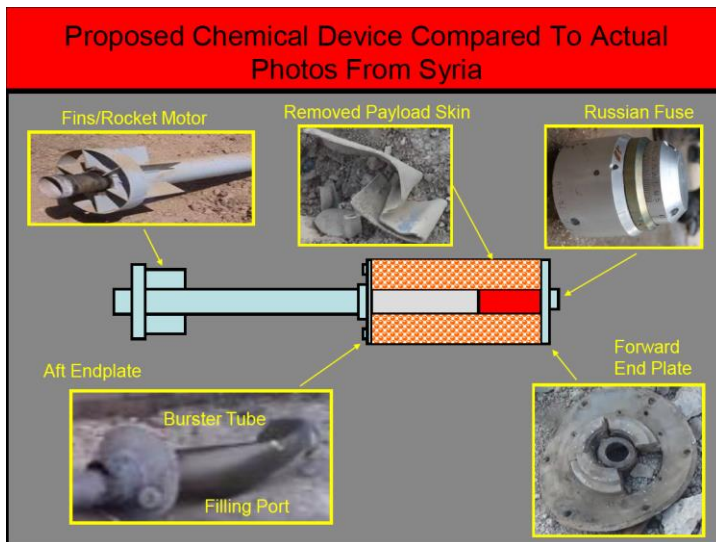 Proposed Chemical Device Compared To Actual
Photos From Syria
Fins/Rocket Motor
Removed Payload Skin
Russian Fuse
Aft Endplate
Forward
End Plate
Burster Tube
Filling Port